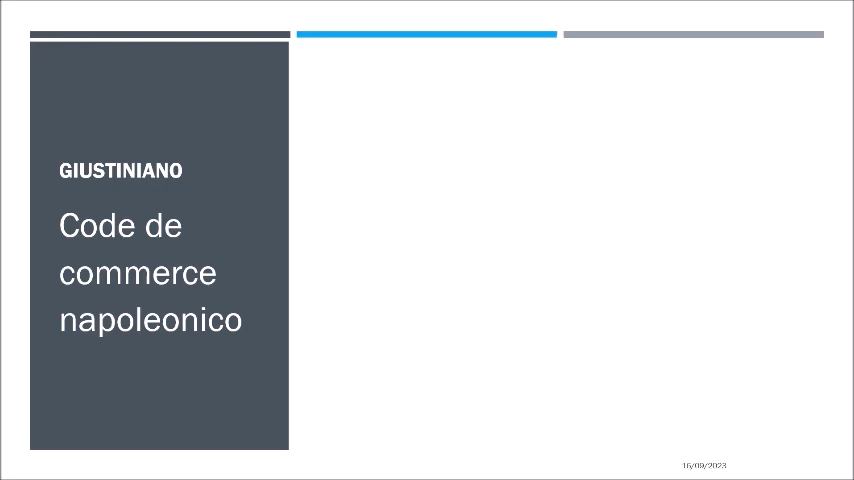 GIUSTINIANO
Code de
commerce
napoleonico
16/09/2023